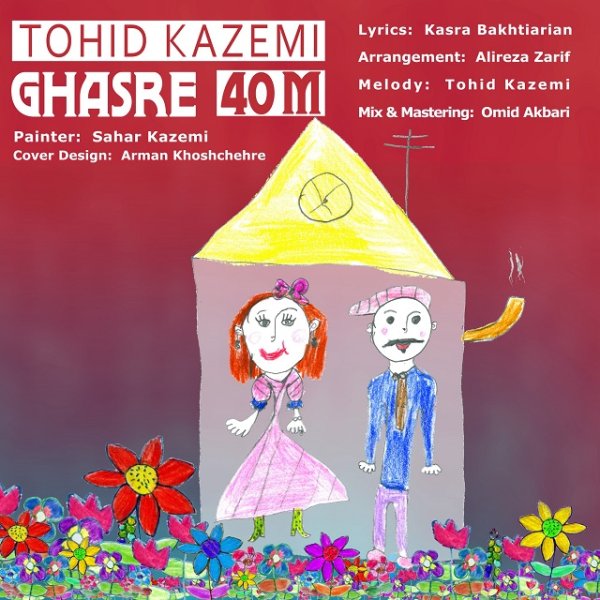 TOHID KAZEMI
GHASRE 40M
Painter: Sahar Kazemi
Cover Design: Arman Khoshchehre
Lyrics: Kasra Bakhtiarian
Arrangement: Alireza Zarif
Melody: Tohid Kazemi
Mix & Mastering: Omid Akbari